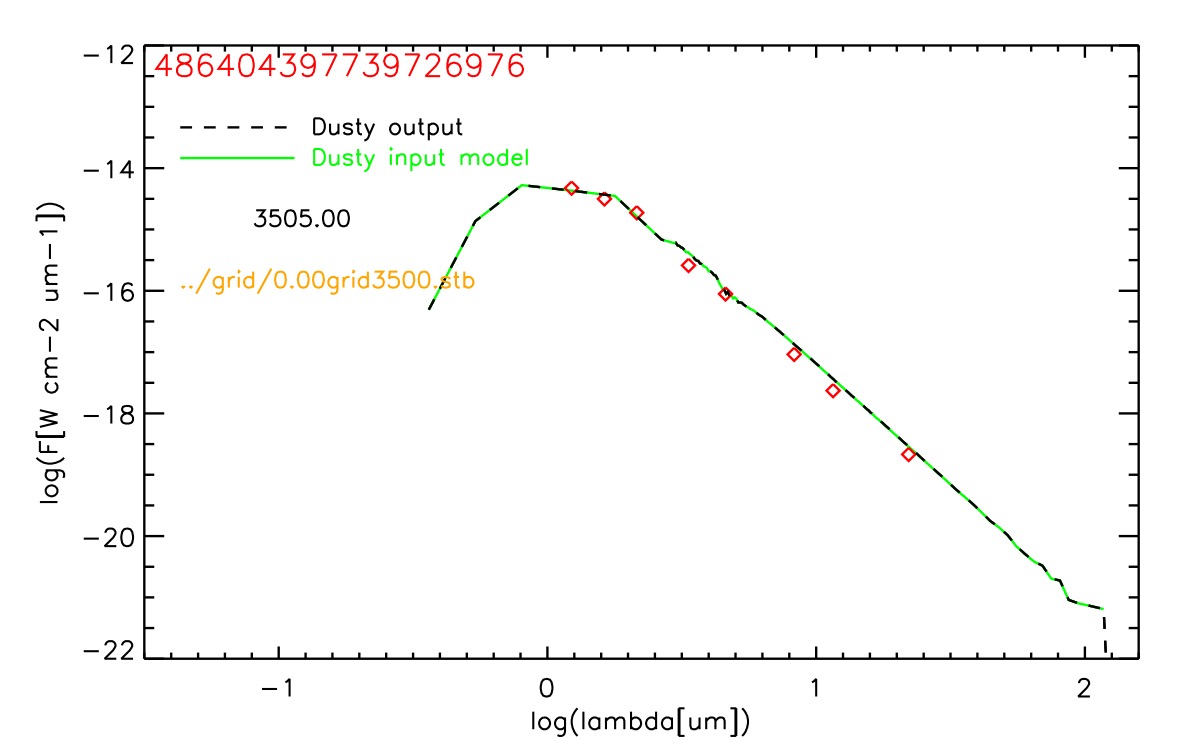 4864043977739726976
Dusty output
Dusty input model
3505.00
../grid/0.00grid3500.stb
−12
−14
−16
−18
−20
−22
log(F[W cm−2 um−1])
−1
0
1
2
log(lambda[um])